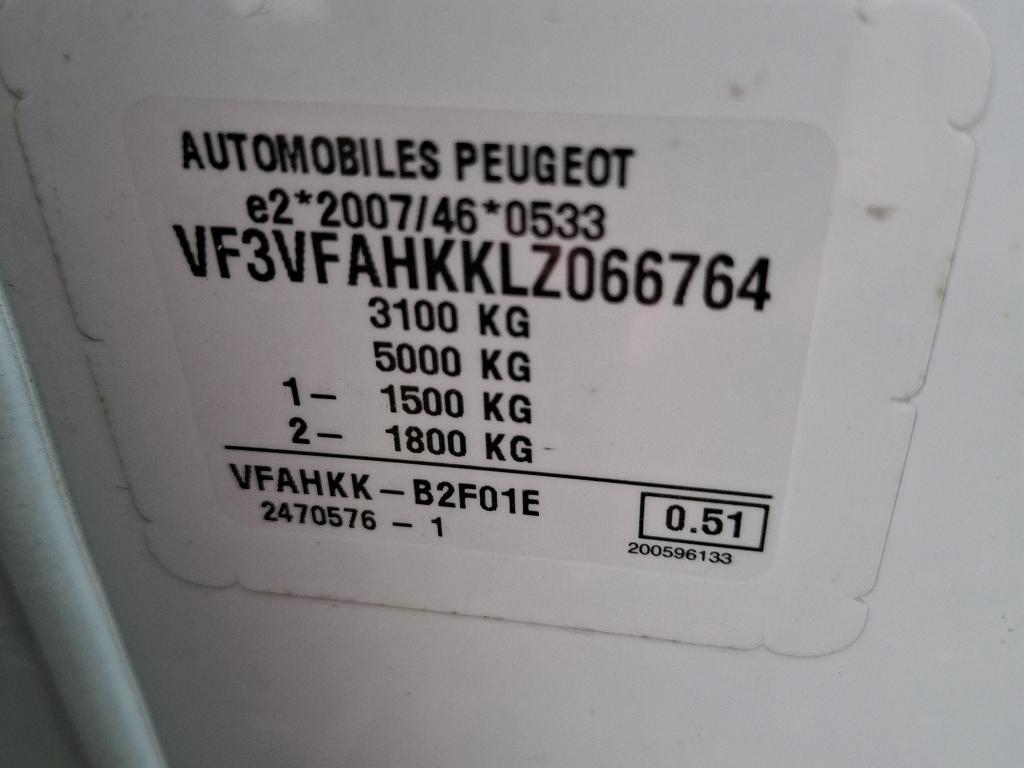 AUTOMOBILES PEUGEOT
e2*2007/46*0533
VF3VFAHKKLZ066764
3100 KG
5000 KG
1- 1500 KG
2- 1800 KG
VFAHKK-B2F01E
2470576 - 1
0.51
200596133